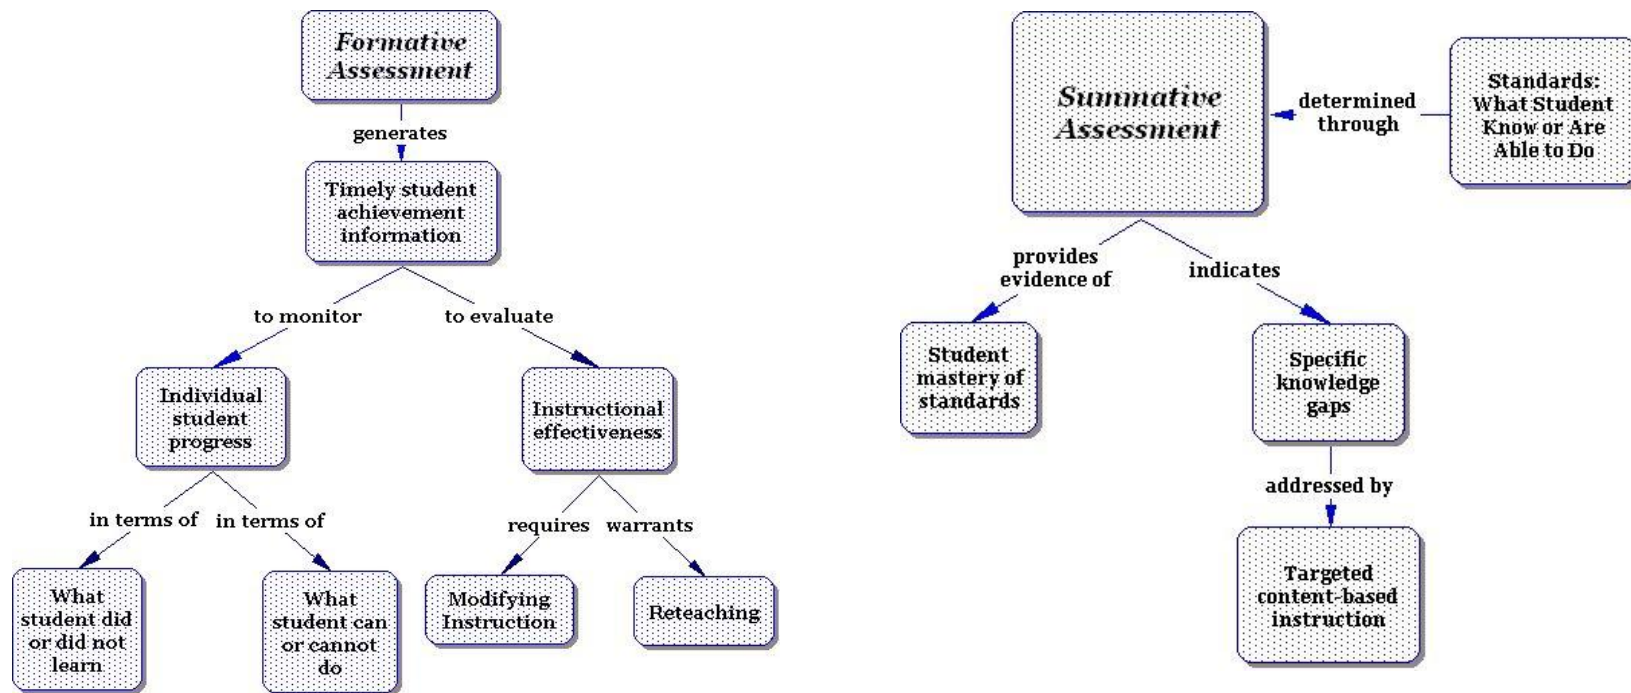 Formative
Assessment
generates
Timely student
achievement
information
to monitor
to evaluate
Individual
student
progress
Instructional
effectiveness
in terms of
in terms of
requires
warrants
What
student did
or did not
learn
What
student can
or cannot
do
Modifying
Instruction
Reteaching
Summative
Assessment
determined
through
Standards:
What Student
Know or Are
Able to Do
provides
evidence of
indicates
Student
mastery of
standards
Specific
knowledge
gaps
addressed by
Targeted
content-based
instruction